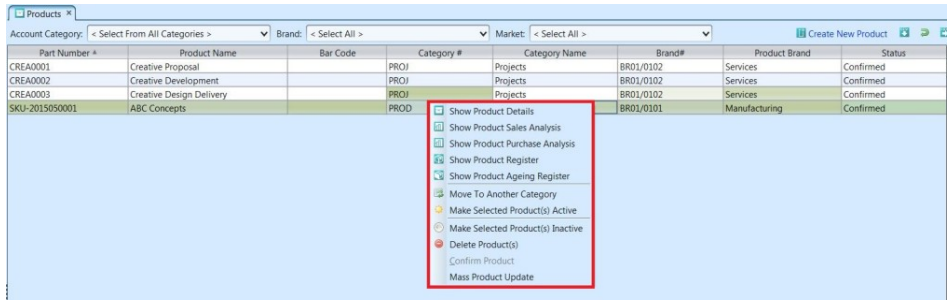 Products ×
Account Category: < Select From All Categories > Brand: < Select All > Market: < Select All > Create New Product
Part Number Product Name Bar Code Category # Category Name Brand# Product Brand Status
CREA0001 Creative Proposal PROJ Projects BR01/0102 Services Confirmed
CREA0002 Creative Development PROJ Projects BR01/0102 Services Confirmed
CREA0003 Creative Design Delivery PROJ Projects BR01/0102 Services Confirmed
SKU-2015050001 ABC Concepts PROD BR01/0101 Manufacturing Confirmed
Show Product Details
Show Product Sales Analysis
Show Product Purchase Analysis
Show Product Register
Show Product Ageing Register
Move To Another Category
Make Selected Product(s) Active
Make Selected Product(s) Inactive
Delete Product(s)
Confirm Product
Mass Product Update